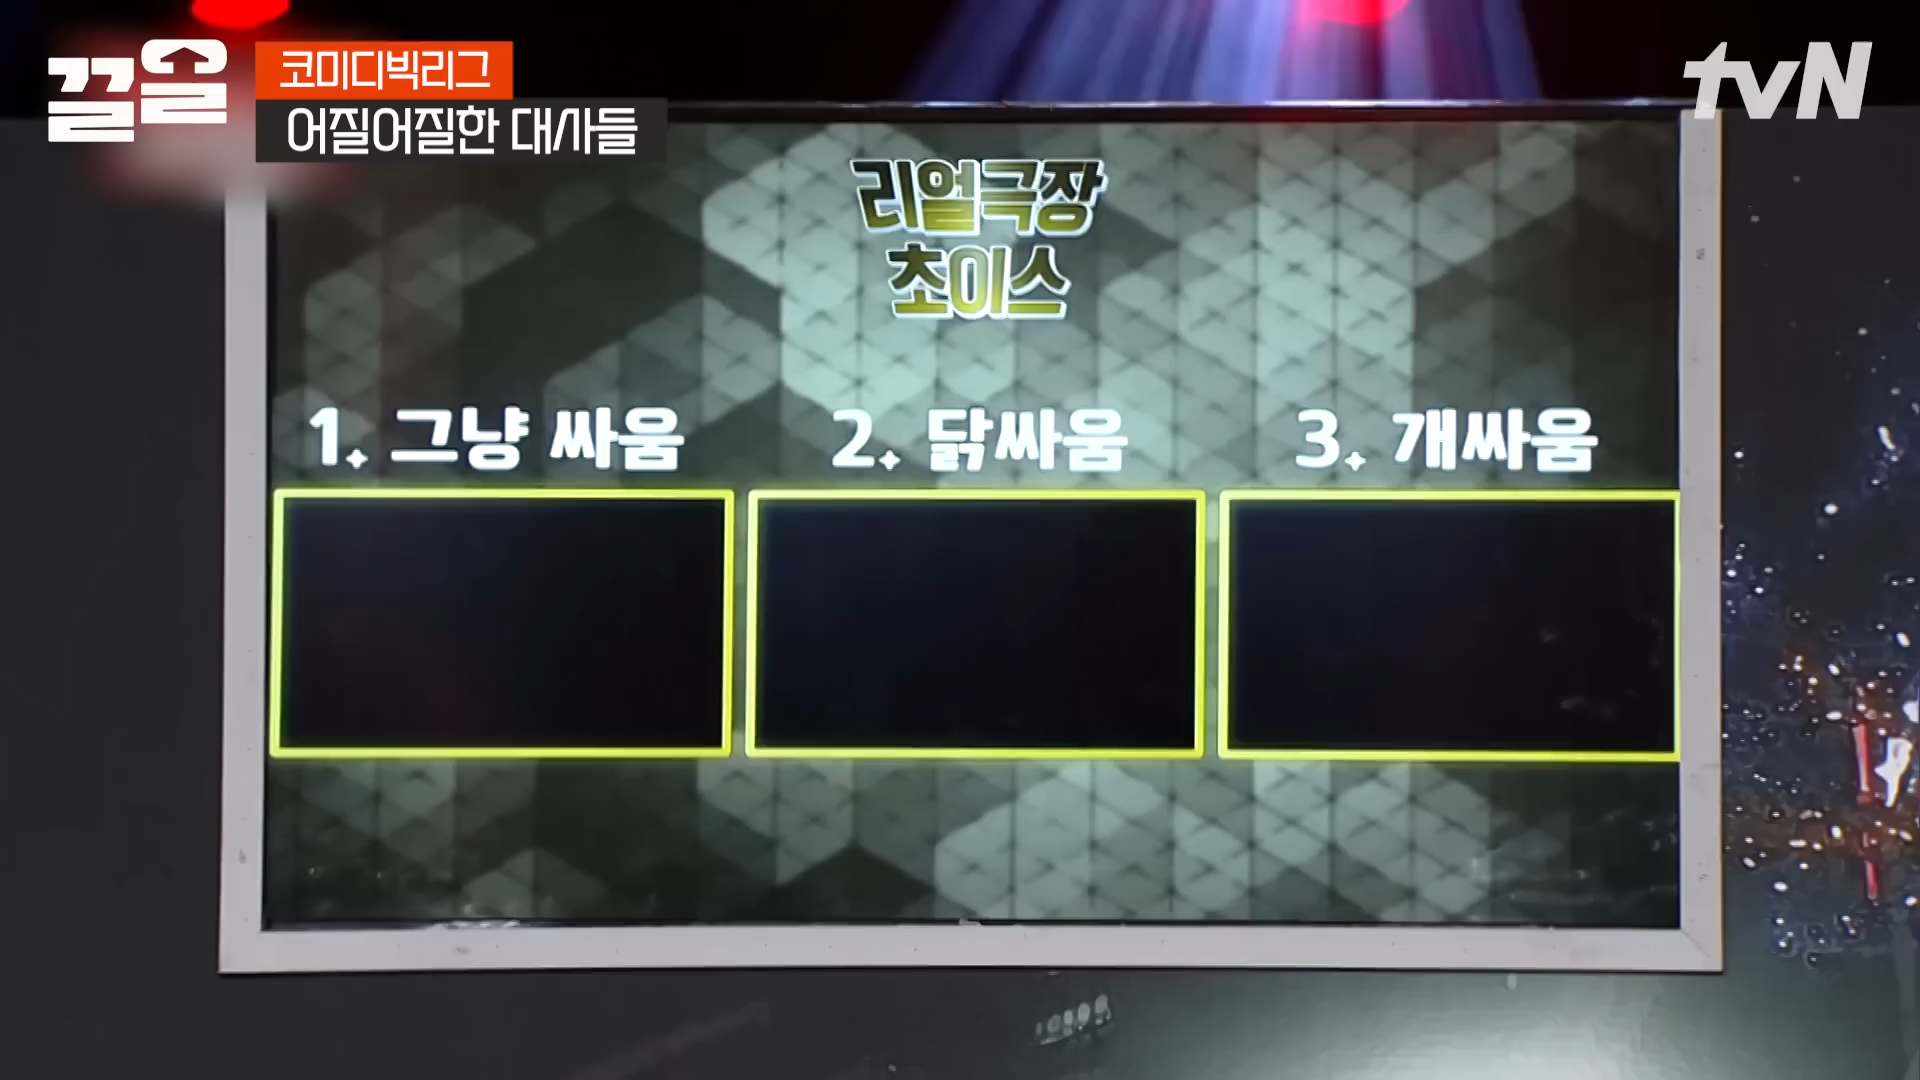 끌올
코미디빅리그
어질어질한 대사들
tvN
리얼극장
초이스
1. 그냥 싸움
2. 닭싸움
3. 개싸움